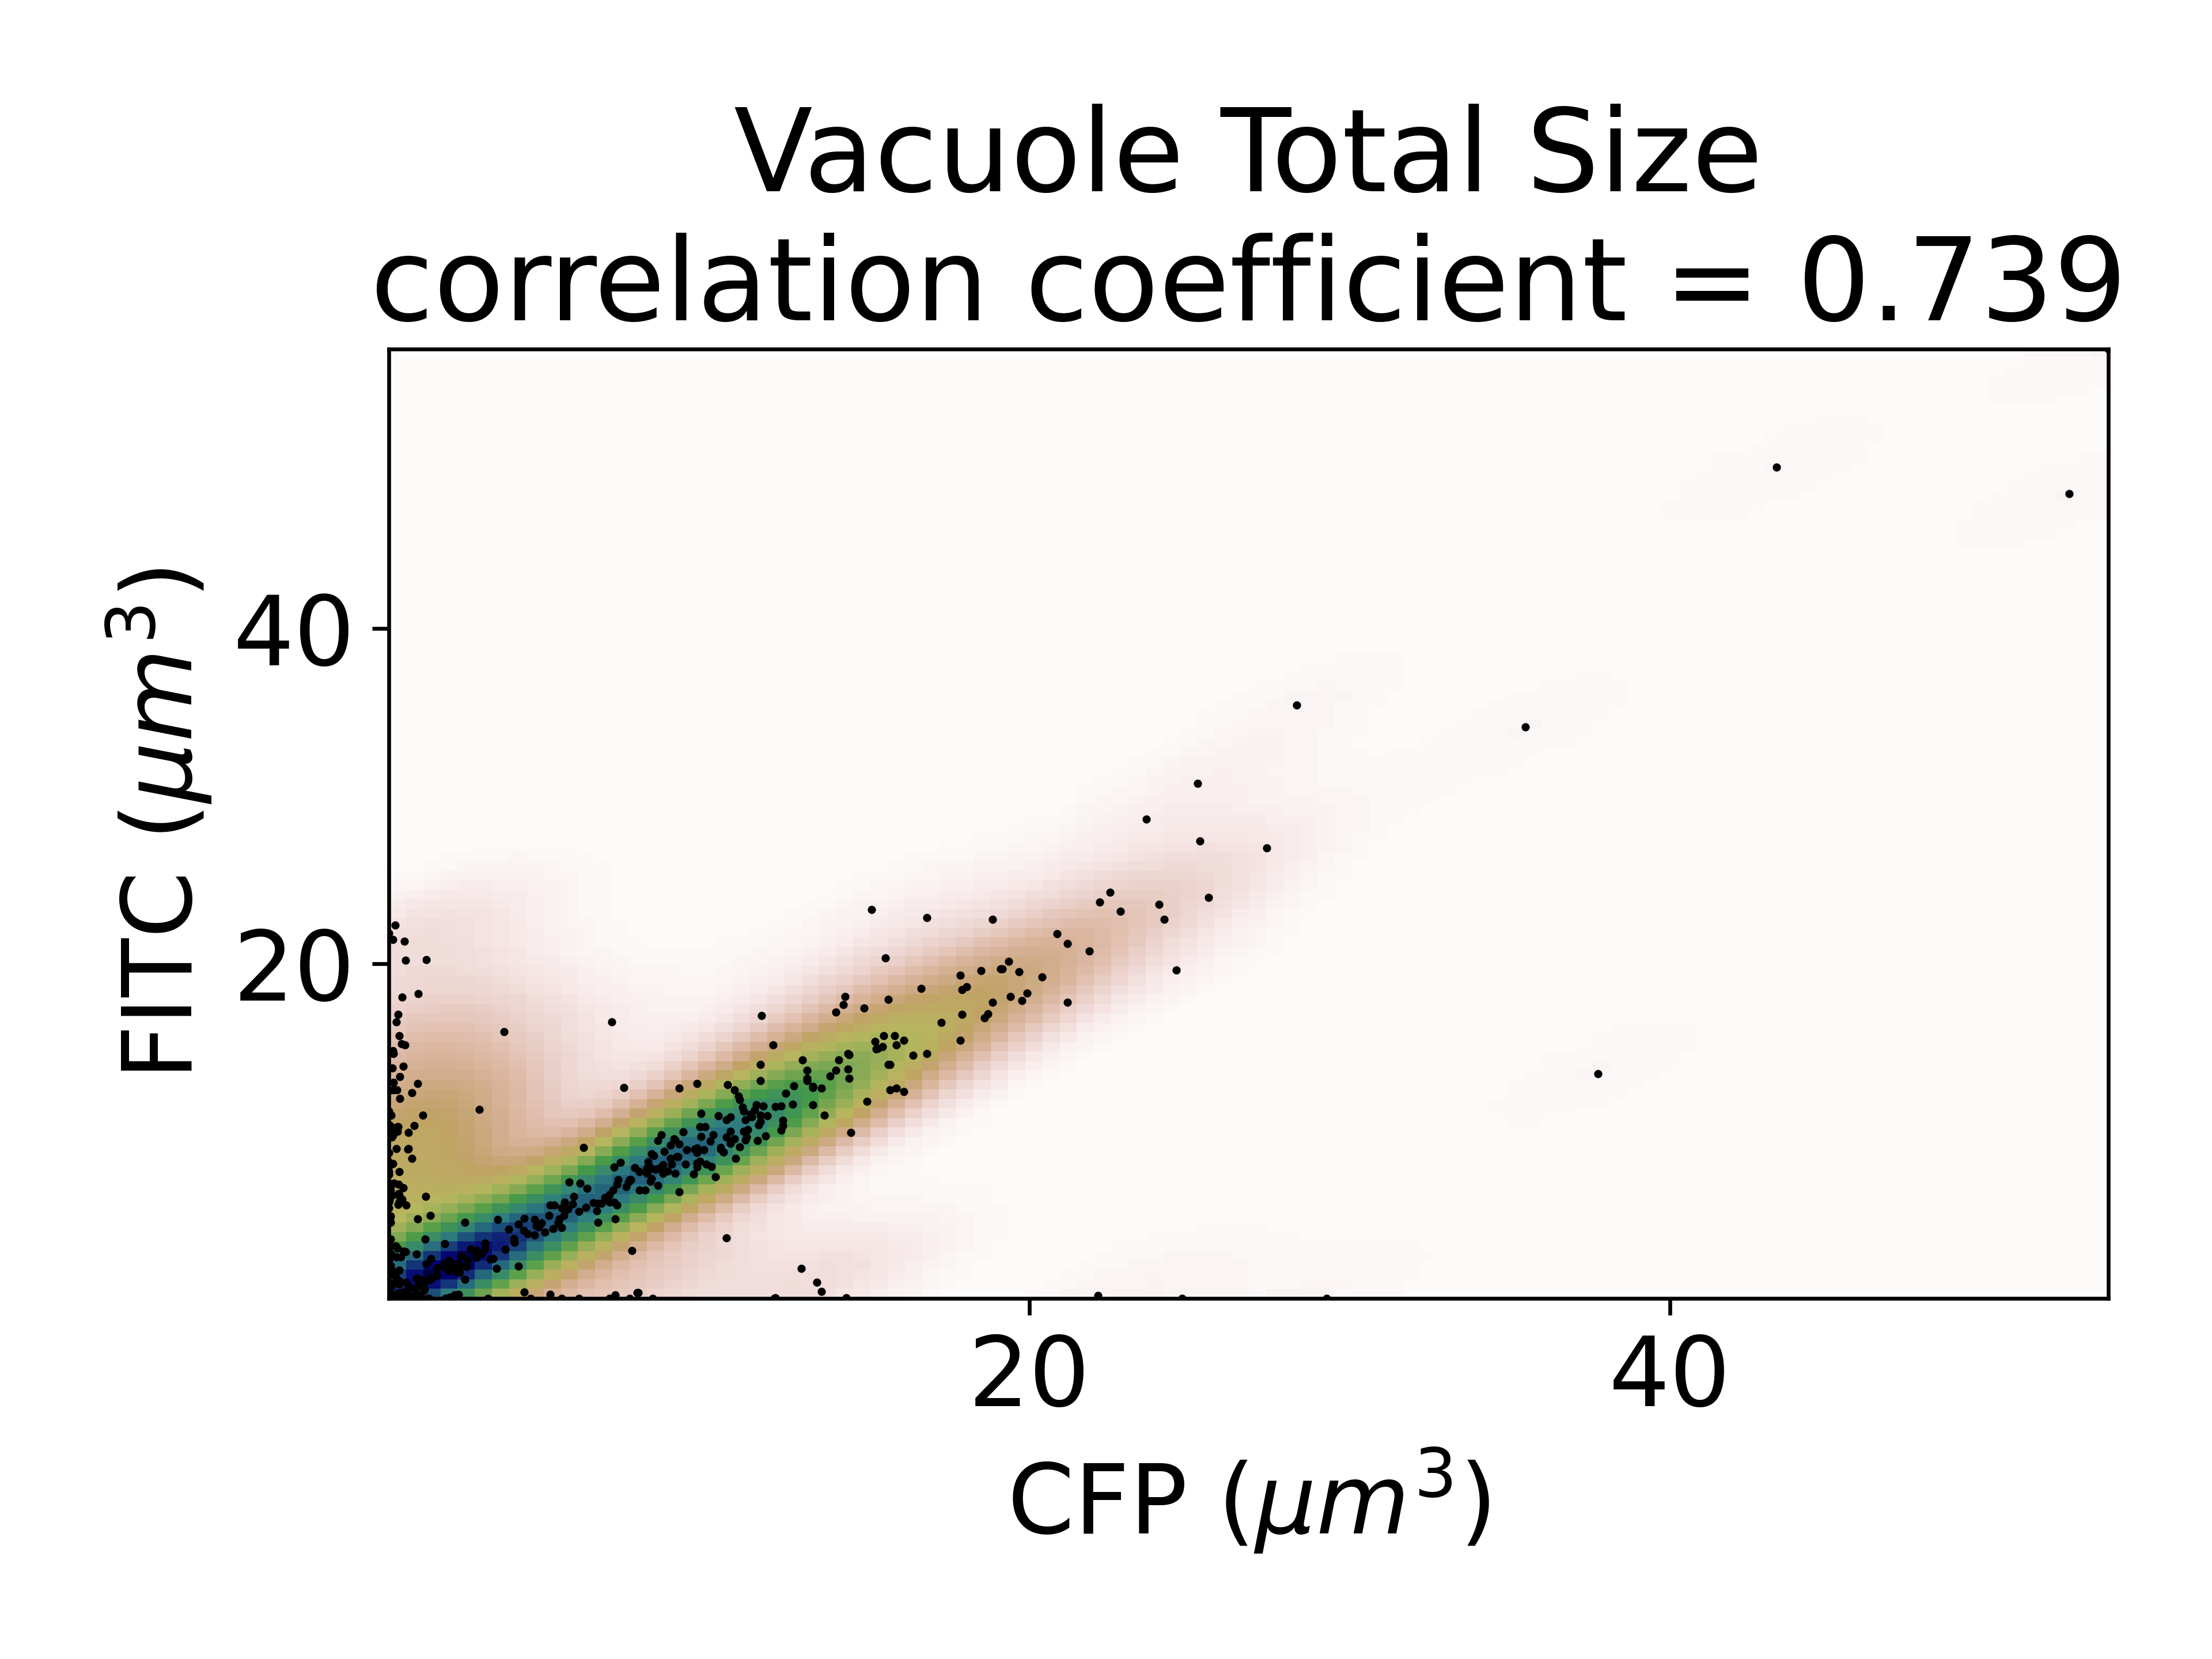 Vacuole Total Size
correlation coefficient = 0.739
FITC (μm³)
40
20
20
40
CFP (μm³)